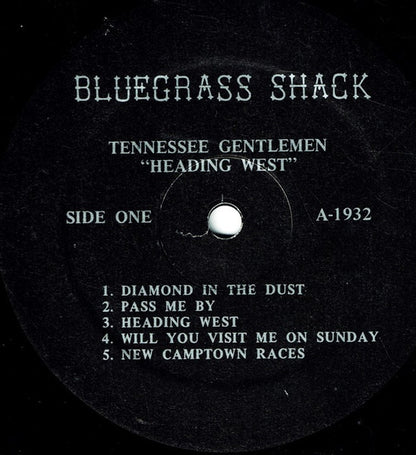 BLUEGRASS SHACK
TENNESSEE GENTLEMEN
"HEADING WEST"
SIDE ONE
A-1932
1. DIAMOND IN THE DUST
2. PASS ME BY
3. HEADING WEST
4. WILL YOU VISIT ME ON SUNDAY
5. NEW CAMPTOWN RACES